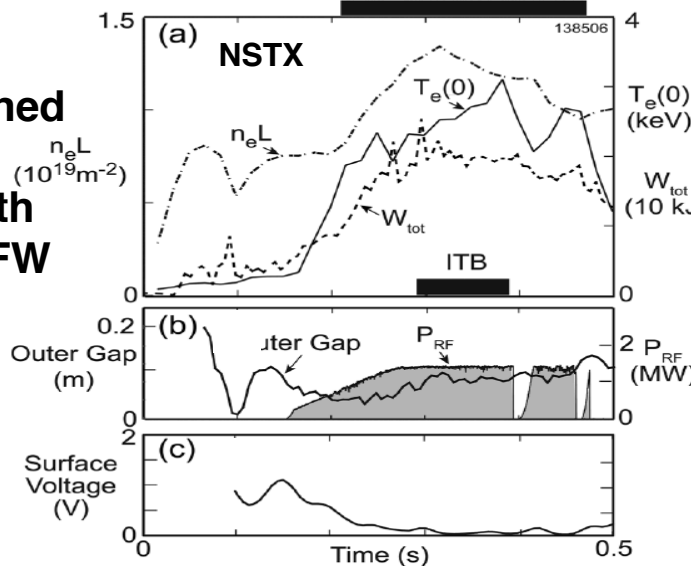 1.5
(a)
NSTX
138506
4
ned
n_eL
(10^19 m^-2)
th
FW
n_eL
T_e(0)
W_tot
T_e(0)
(keV)
W_tot
(10 kJ
ITB
0
0
0.2
(b)
uter Gap
P_RF
2
Outer Gap
(m)
P_RF
(MW)
0
0
2
(c)
Surface
Voltage
(V)
0
0
Time (s)
0.5